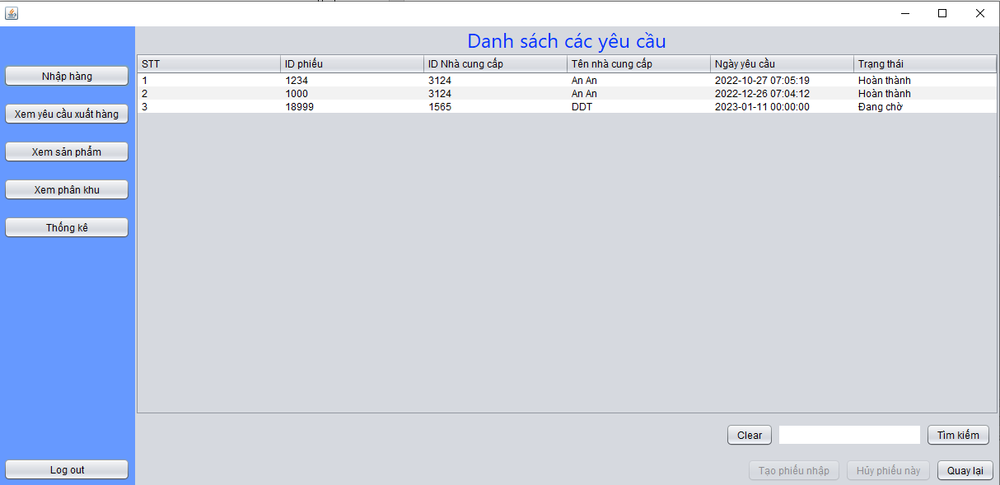 Danh sách các yêu cầu
Nhập hàng
Xem yêu cầu xuất hàng
Xem sản phẩm
Xem phân khu
Thống kê
Log out
STT ID phiếu ID Nhà cung cấp Tên nhà cung cấp Ngày yêu cầu Trạng thái
1 1234 3124 An An 2022-10-27 07:05:19 Hoàn thành
2 1000 3124 An An 2022-12-26 07:04:12 Hoàn thành
3 18999 1565 DDT 2023-01-11 00:00:00 Đang chờ
Clear Tìm kiếm
Tạo phiếu nhập Hủy phiếu này Quay lại